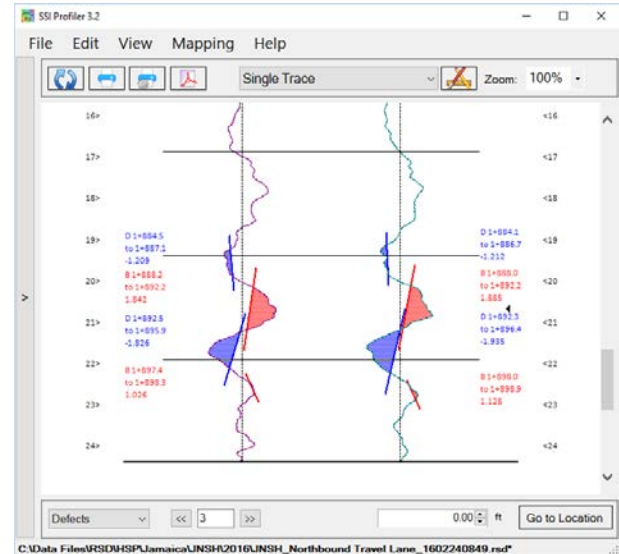 SSI Profiler 3.2
File Edit View Mapping Help
Single Trace Zoom: 100%
16> <16
17> <17
18> <18
19> <19
D 1+884.5 D 1+884.1
to 1+887.1 to 1+886.7
-1.209 -1.212
20> <20
B 1+888.2 B 1+888.0
to 1+892.2 to 1+892.2
1.842 1.885
21> <21
D 1+892.5 D 1+892.3
to 1+895.9 to 1+896.4
-1.826 -1.935
22> <22
B 1+897.4 B 1+898.0
to 1+898.3 to 1+898.9
1.026 1.128
23> <23
24> <24
Defects << 3 >> 0.00 ft Go to Location
C:\Data Files\RSD\HSP\Jamaica\JNSH\2016\JNSH_Northbound Travel Lane_1602240849.rsd*